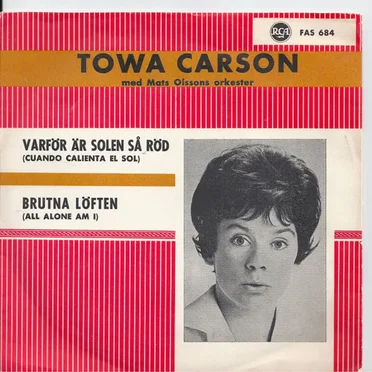 RCA
FAS 684
TOWA CARSON
med Mats Olssons orkester
VARFÖR ÄR SOLEN SÅ RÖD
(CUANDO CALIENTA EL SOL)
BRUTNA LÖFTEN
(ALL ALONE AM I)